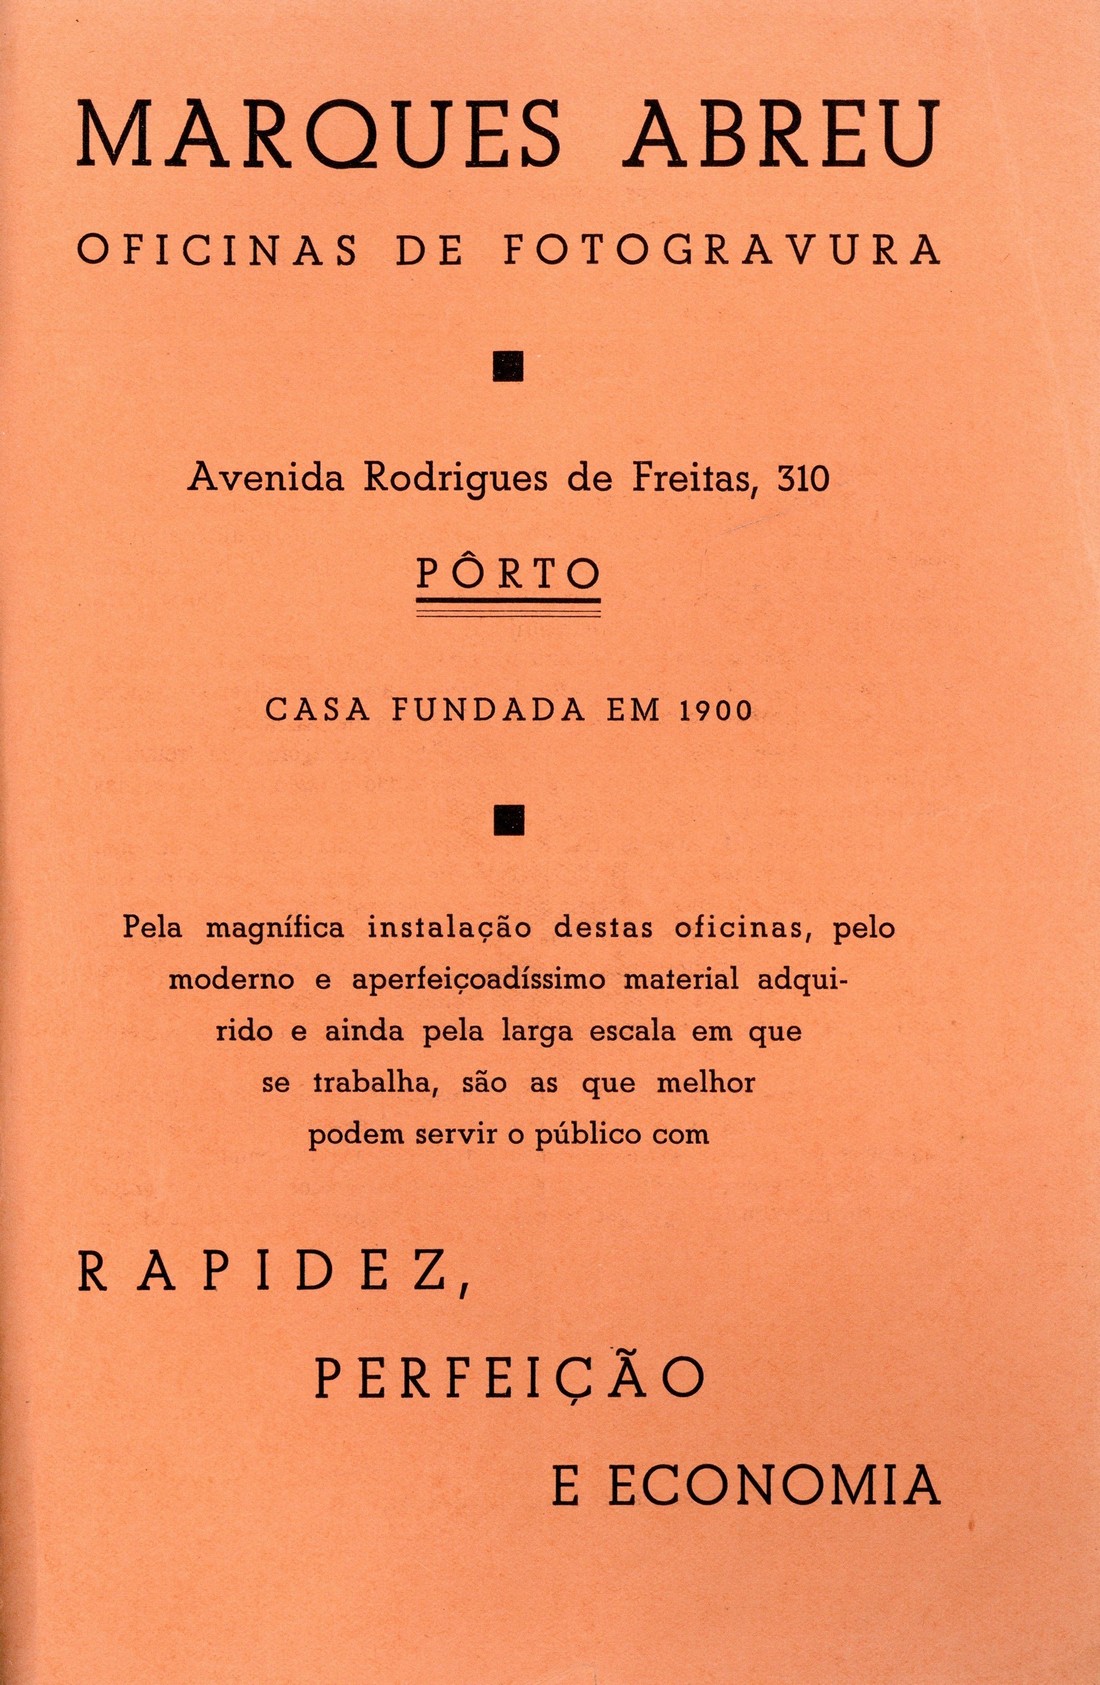 MARQUES ABREU
OFICINAS DE FOTOGRAVURA
Avenida Rodrigues de Freitas, 310
PÔRTO
CASA FUNDADA EM 1900
Pela magnífica instalação destas oficinas, pelo
moderno e aperfeiçoadíssimo material adqui-
rido e ainda pela larga escala em que
se trabalha, são as que melhor
podem servir o público com
RAPIDEZ,
PERFEIÇÃO
E ECONOMIA